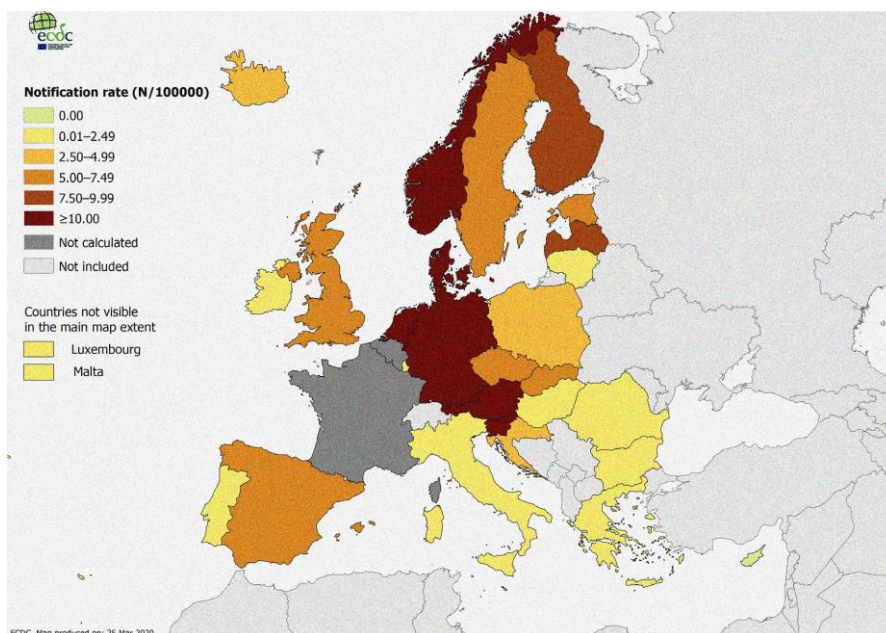 ecdc
Notification rate (N/100000)
0.00
0.01–2.49
2.50–4.99
5.00–7.49
7.50–9.99
≥10.00
Not calculated
Not included
Countries not visible
in the main map extent
Luxembourg
Malta
ECDC. Map produced on: 25 Mar 2020